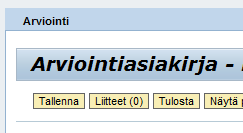 Arviointi
Arviointiasiakirja -
Tallenna Liitteet (0) Tulosta Näytä